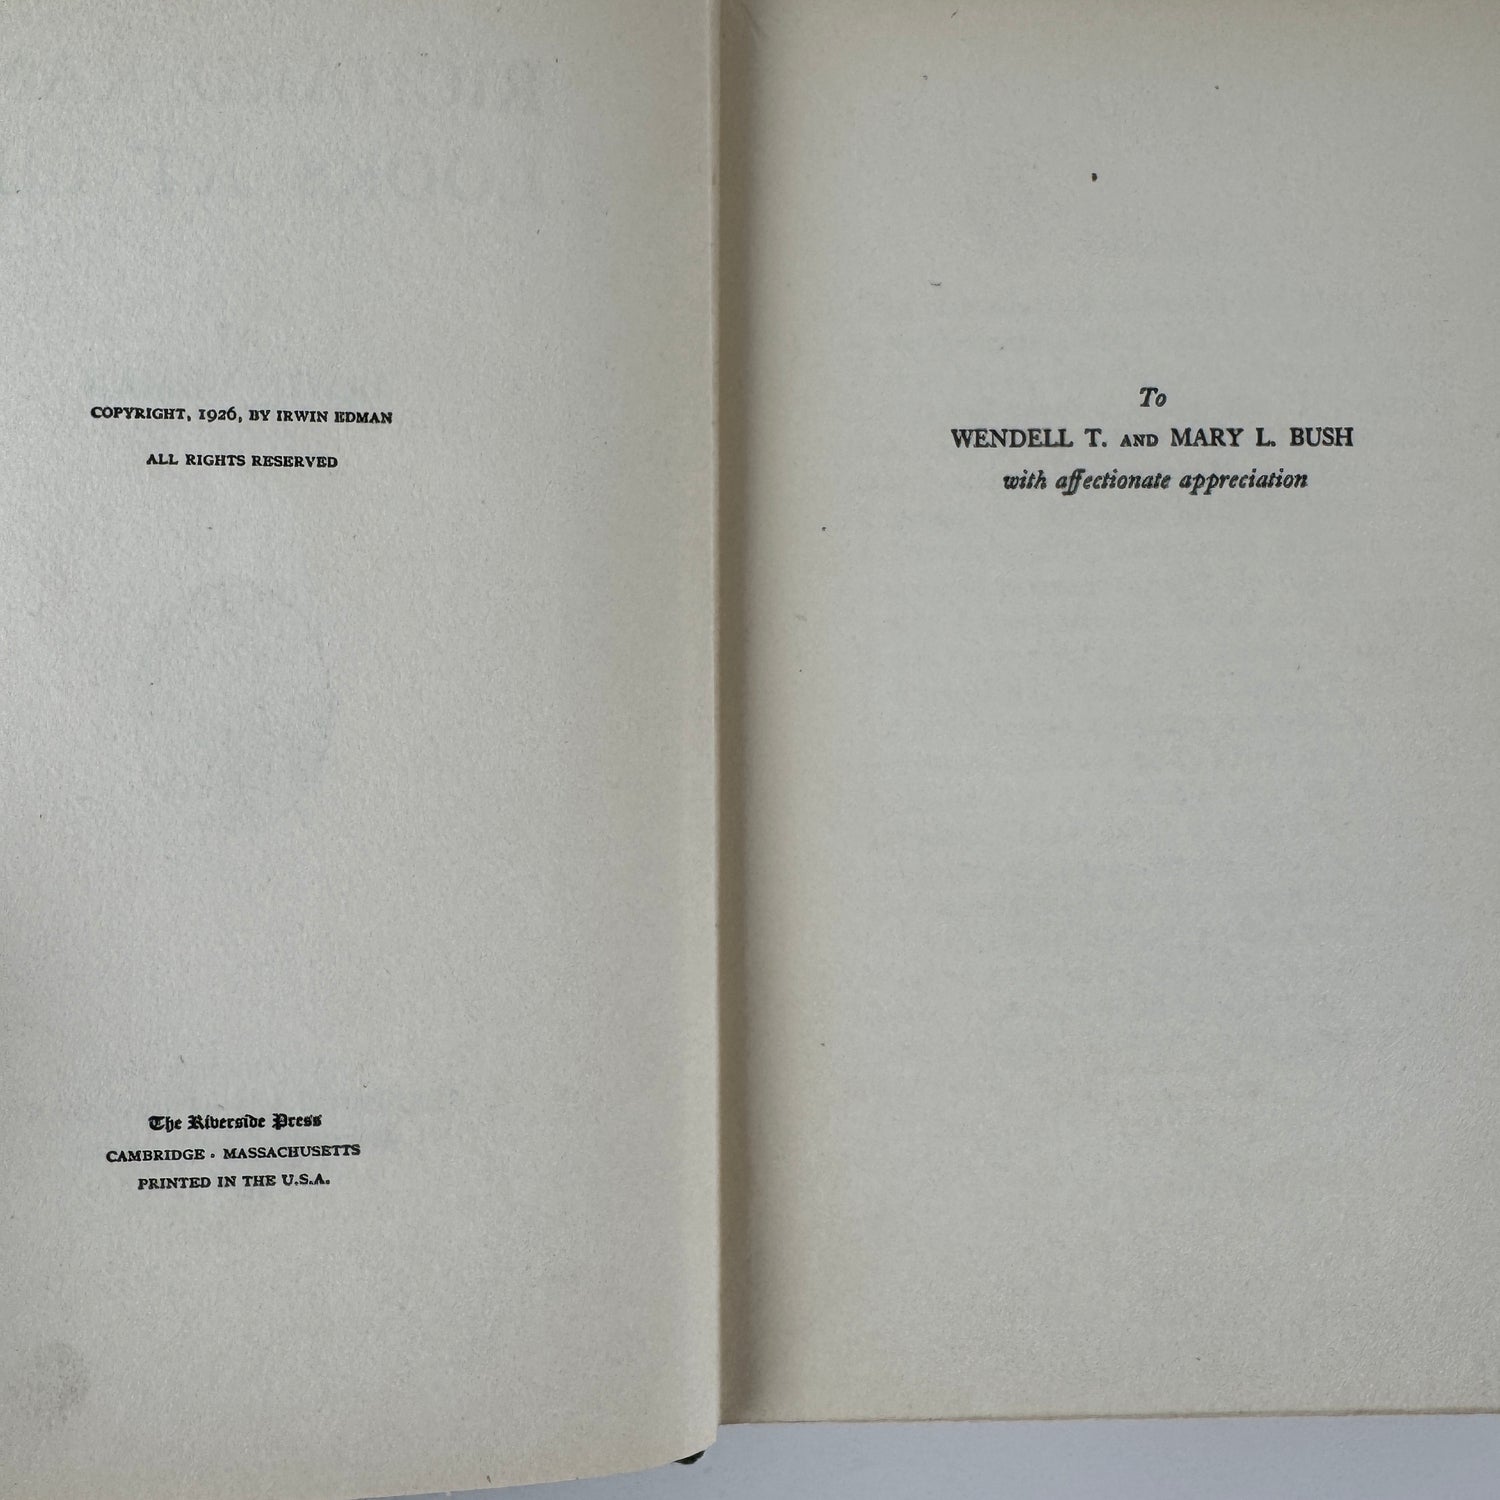 COPYRIGHT, 1926, BY IRWIN EDMAN
ALL RIGHTS RESERVED
The Riverside Press
CAMBRIDGE · MASSACHUSETTS
PRINTED IN THE U.S.A.
To
WENDELL T. AND MARY L. BUSH
with affectionate appreciation